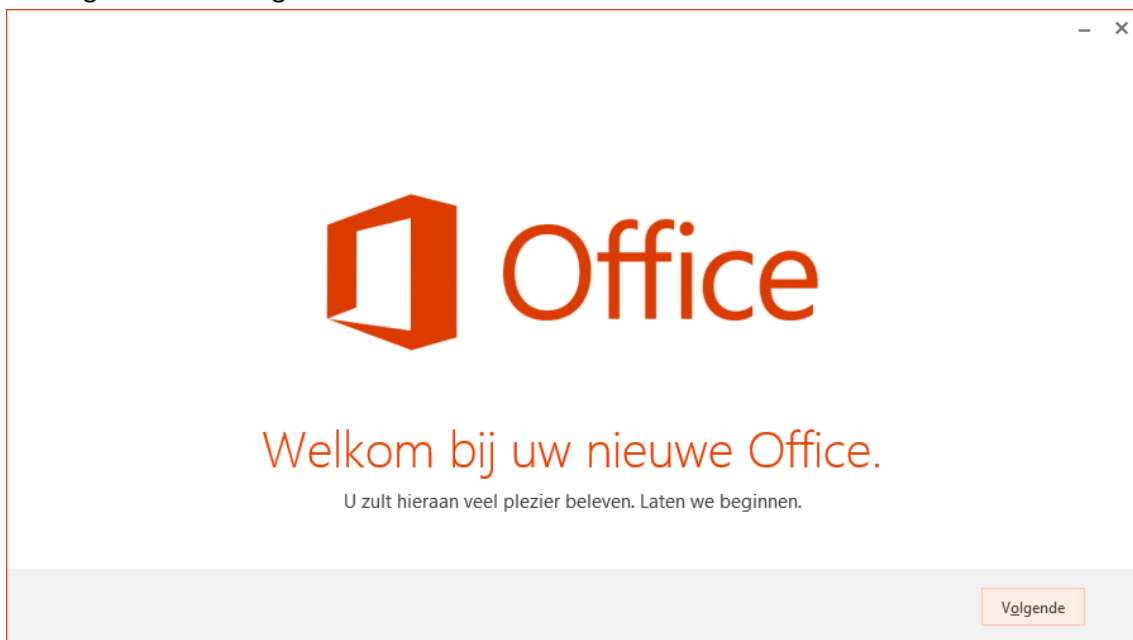 Office
Welkom bij uw nieuwe Office.
U zult hieraan veel plezier beleven. Laten we beginnen.
Volgende